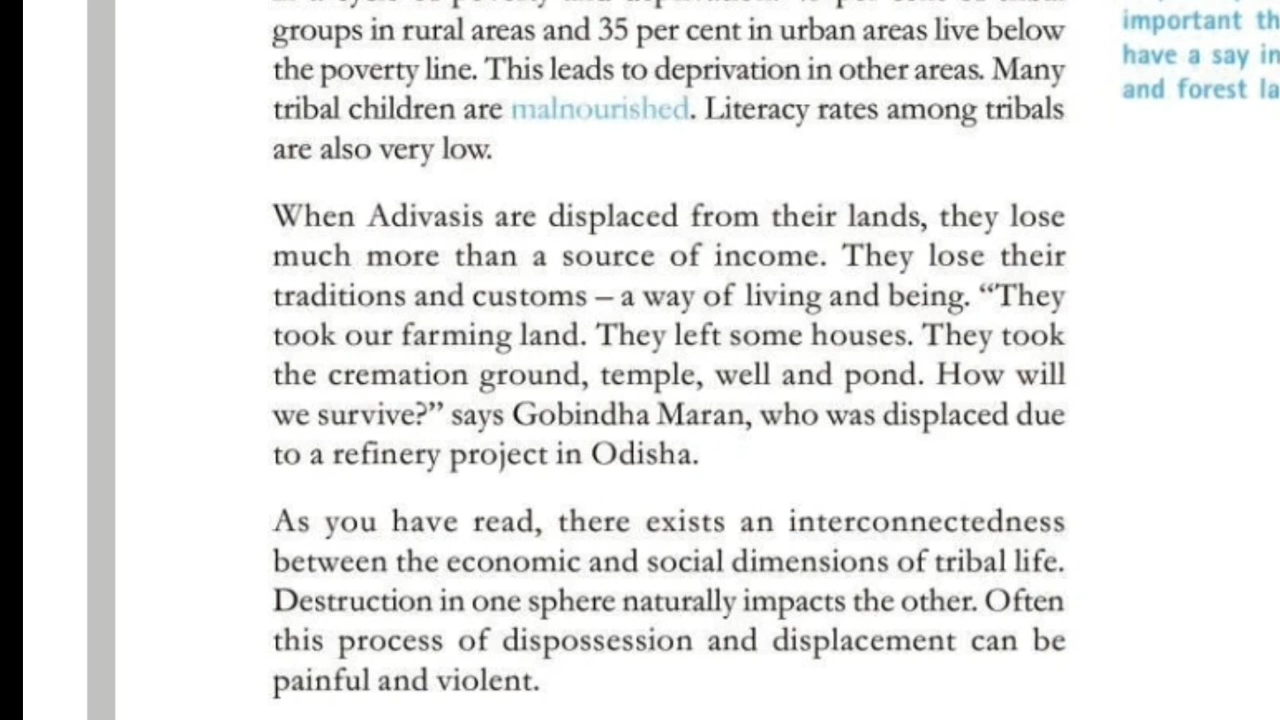 groups in rural areas and 35 per cent in urban areas live below
the poverty line. This leads to deprivation in other areas. Many
tribal children are malnourished. Literacy rates among tribals
are also very low.
When Adivasis are displaced from their lands, they lose
much more than a source of income. They lose their
traditions and customs – a way of living and being. “They
took our farming land. They left some houses. They took
the cremation ground, temple, well and pond. How will
we survive?” says Gobindha Maran, who was displaced due
to a refinery project in Odisha.
As you have read, there exists an interconnectedness
between the economic and social dimensions of tribal life.
Destruction in one sphere naturally impacts the other. Often
this process of dispossession and displacement can be
painful and violent.
important
have a say in
and forest